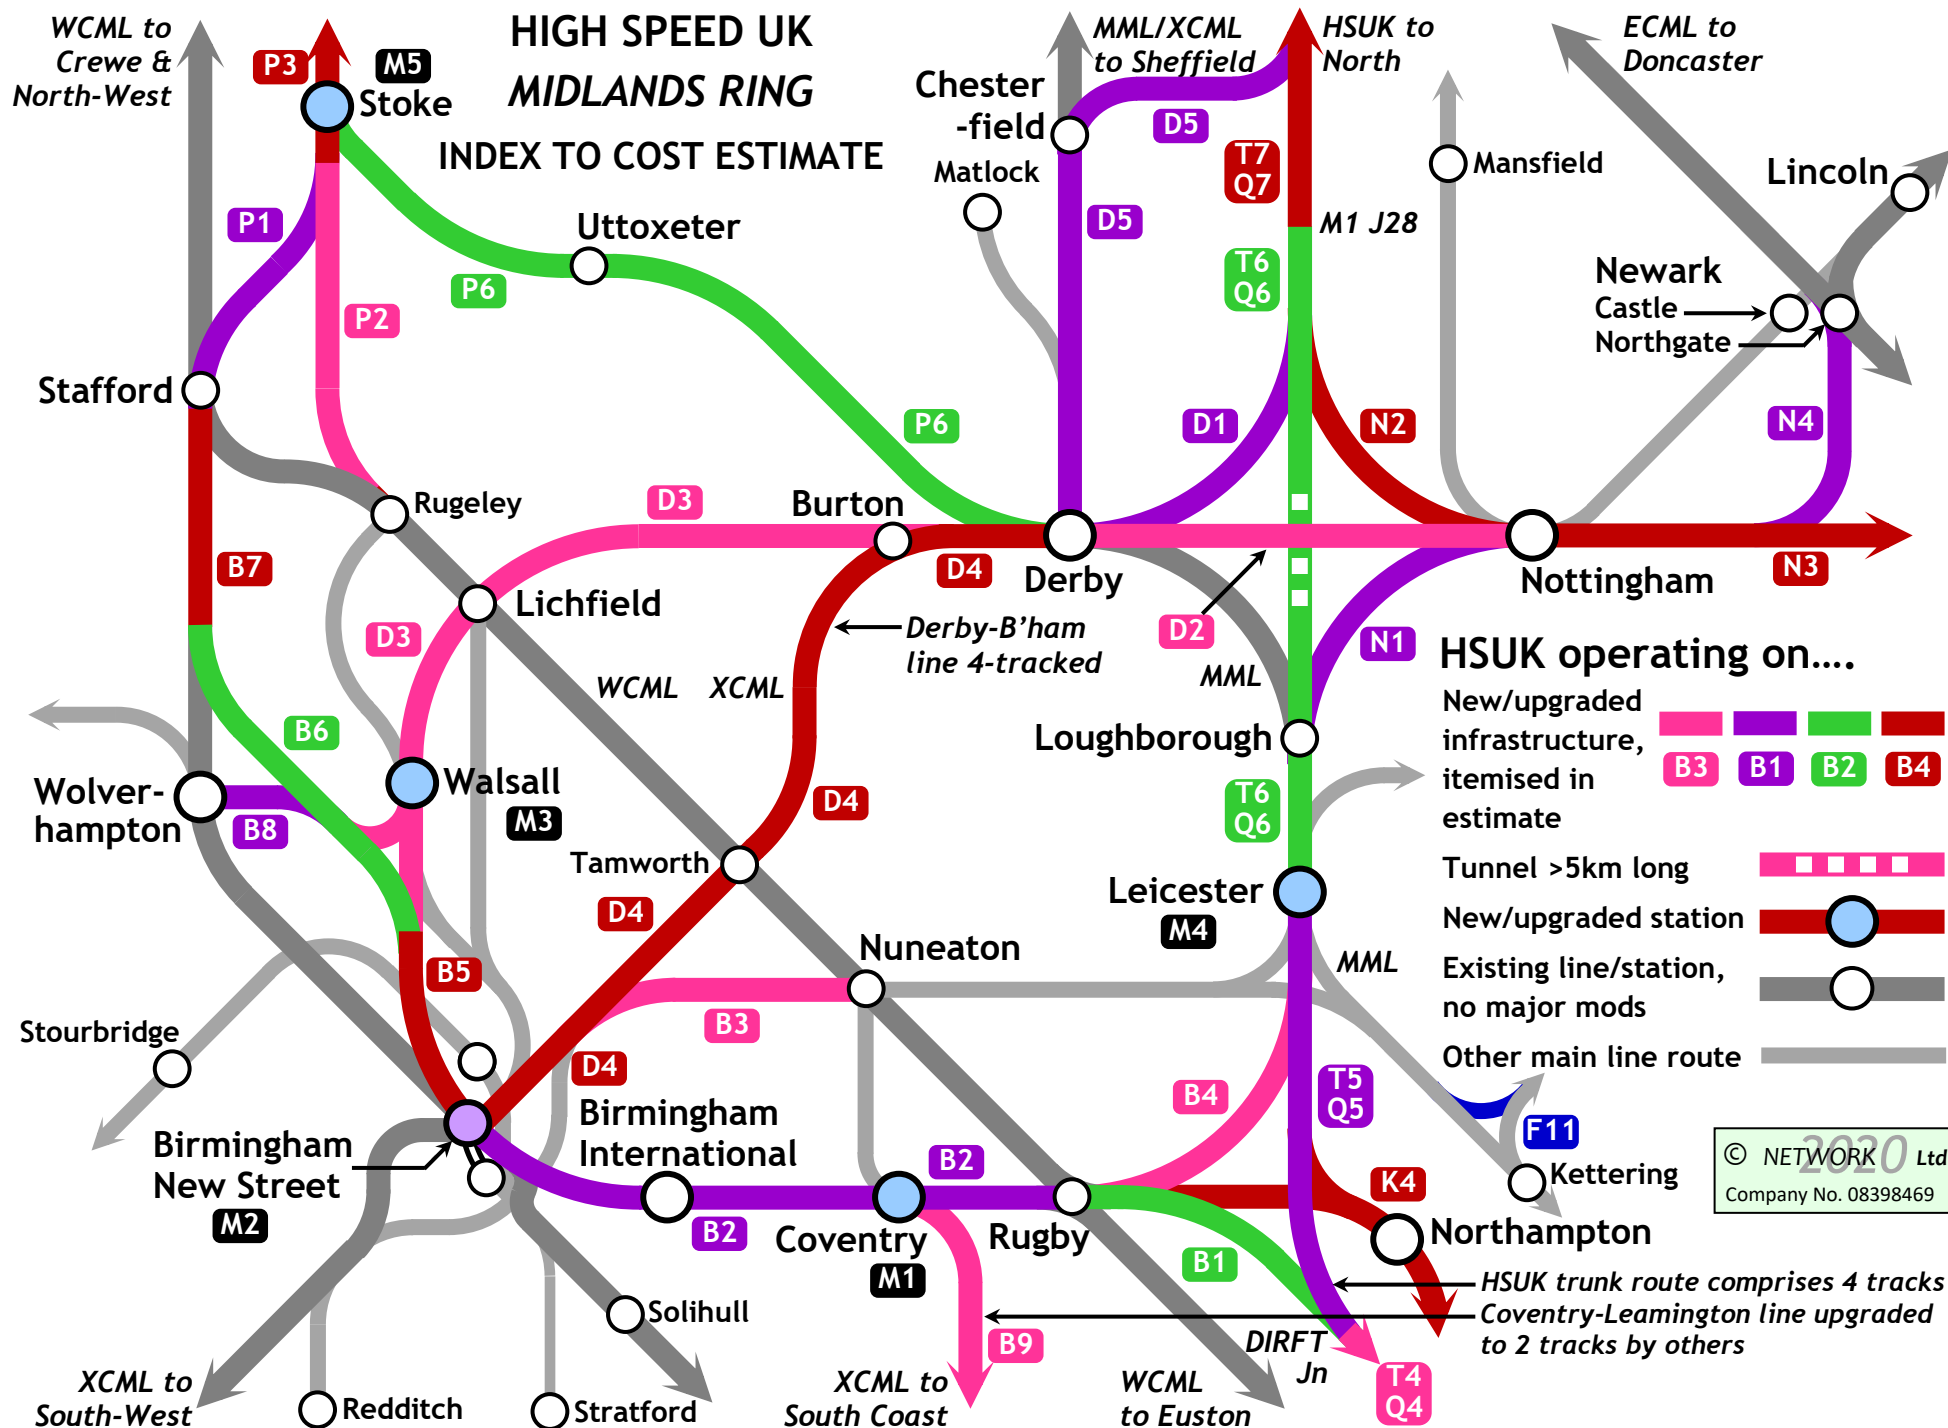 HIGH SPEED UK
MIDLANDS RING
INDEX TO COST ESTIMATE
WCML to
Crewe &
North-West
P3
M5
Stoke
MML/XCML
to Sheffield
HSUK to
North
ECML to
Doncaster
Chester
-field
D5
Matlock
T7
Q7
Mansfield
Lincoln
P1
Uttoxeter
D5
M1 J28
P6
P2
T6
Q6
Newark
Castle
Northgate
Stafford
P6
D1
N2
N4
Rugeley
D3
Burton
B7
Lichfield
D4
Derby
Nottingham
N3
D3
Derby-B'ham
line 4-tracked
D2
N1
WCML
XCML
MML
HSUK operating on....
New/upgraded
infrastructure,
itemised in
estimate
B3
B1
B2
B4
B6
Loughborough
Wolver-
hampton
B8
Walsall
M3
D4
T6
Q6
Tamworth
Tunnel >5km long
Leicester
M4
D4
New/upgraded station
Nuneaton
MML
B5
Existing line/station,
no major mods
B3
Stourbridge
Other main line route
D4
B4
T5
Q5
Birmingham
International
F11
Birmingham
New Street
M2
B2
K4
Kettering
© NETWORK 2020 Ltd
Company No. 08398469
B2
Coventry
M1
Rugby
Northampton
B1
HSUK trunk route comprises 4 tracks
Coventry-Leamington line upgraded
to 2 tracks by others
Solihull
B9
DIRFT
Jn
XCML to
South-West
Redditch
Stratford
XCML to
South Coast
WCML
to Euston
T4
Q4